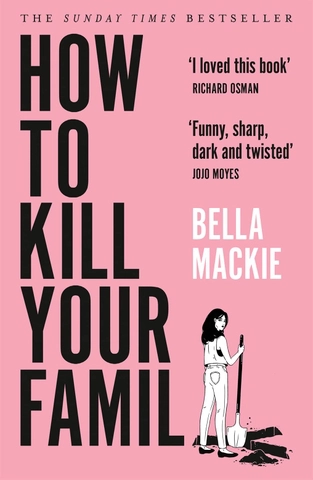 THE SUNDAY TIMES BESTSELLER
HOW
TO
KILL
YOUR
FAMIL
‘I loved this book’
RICHARD OSMAN
‘Funny, sharp,
dark and twisted’
JOJO MOYES
BELLA
MACKIE